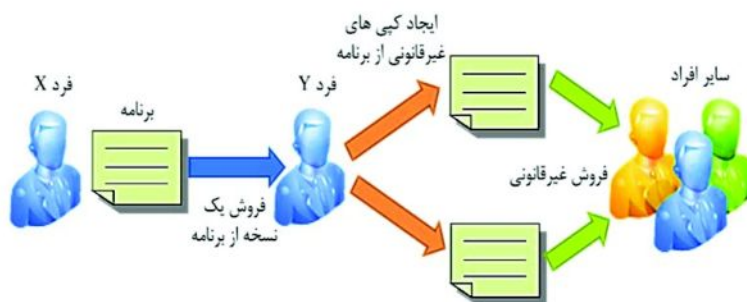 ایجاد کپی های
غیرقانونی از برنامه
سایر افراد
فرد Y
فرد X
برنامه
فروش غیرقانونی
فروش یک
نسخه از برنامه